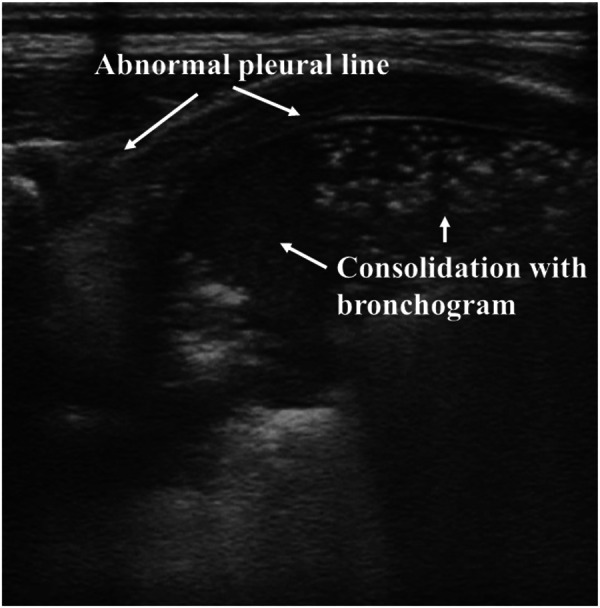 Abnormal pleural line
Consolidation with
bronchogram